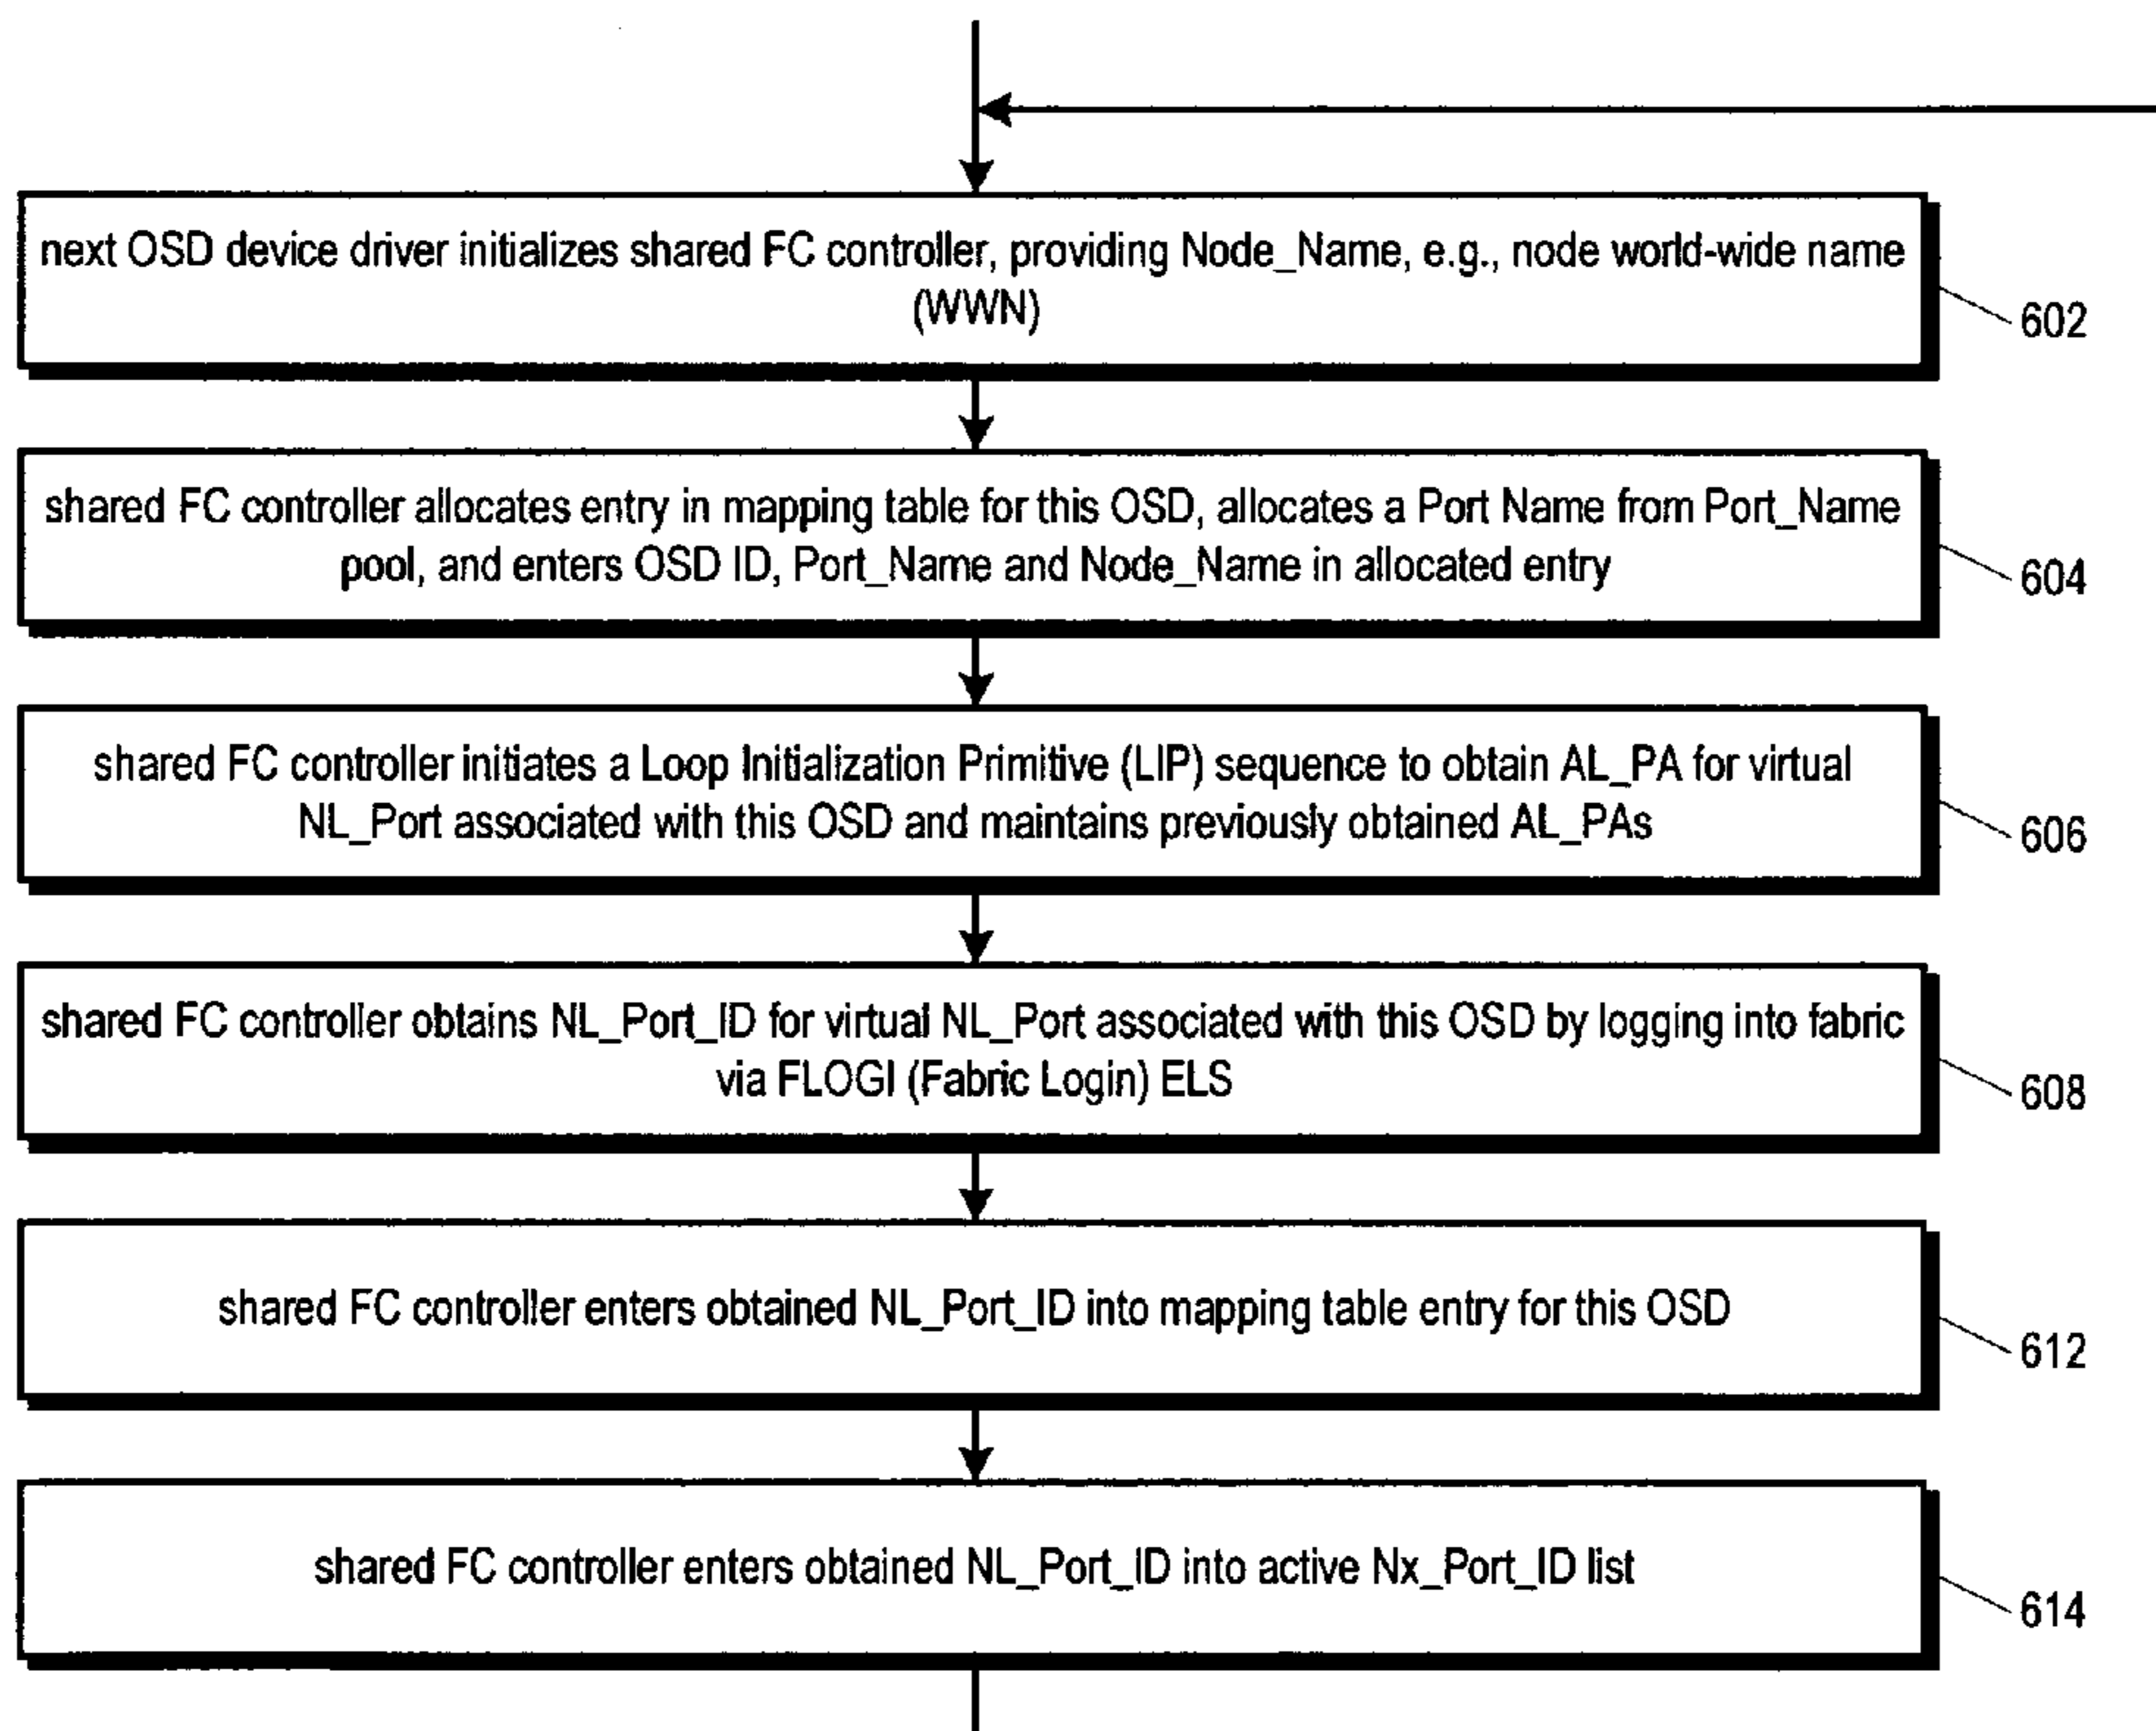 next OSD device driver initializes shared FC controller, providing Node_Name, e.g., node world-wide name
(WWN)
602
shared FC controller allocates entry in mapping table for this OSD, allocates a Port Name from Port_Name
pool, and enters OSD ID, Port_Name and Node_Name in allocated entry
604
shared FC controller initiates a Loop Initialization Primitive (LIP) sequence to obtain AL_PA for virtual
NL_Port associated with this OSD and maintains previously obtained AL_PAs
606
shared FC controller obtains NL_Port_ID for virtual NL_Port associated with this OSD by logging into fabric
via FLOGI (Fabric Login) ELS
608
shared FC controller enters obtained NL_Port_ID into mapping table entry for this OSD
612
shared FC controller enters obtained NL_Port_ID into active Nx_Port_ID list
614